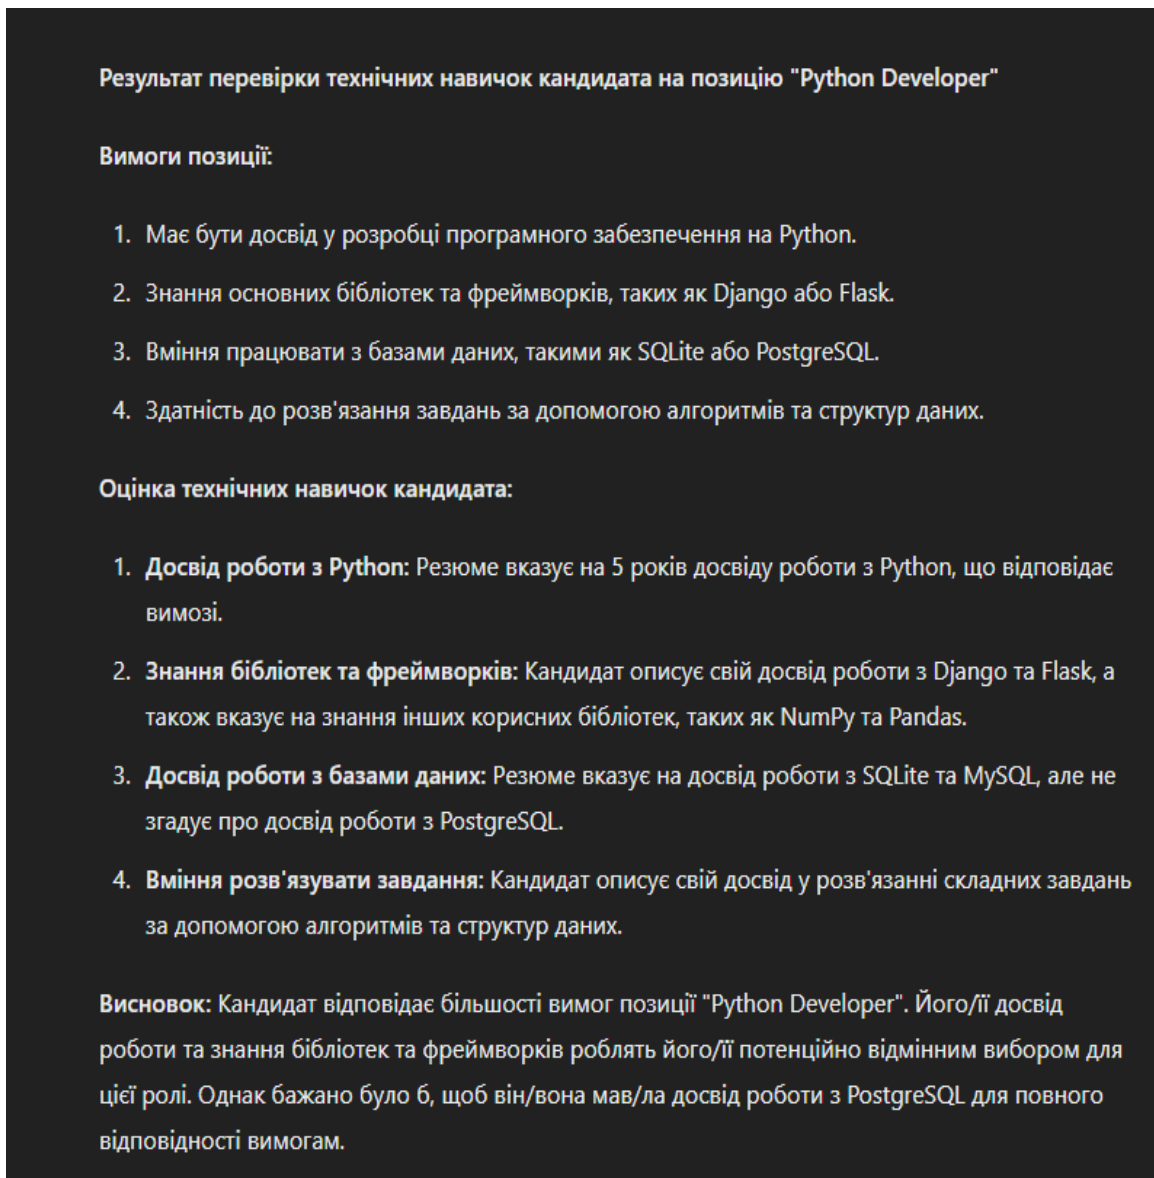 Результат перевірки технічних навичок кандидата на позицію "Python Developer"
Вимоги позиції:
1. Має бути досвід у розробці програмного забезпечення на Python.
2. Знання основних бібліотек та фреймворків, таких як Django або Flask.
3. Вміння працювати з базами даних, такими як SQLite або PostgreSQL.
4. Здатність до розв'язання завдань за допомогою алгоритмів та структур даних.
Оцінка технічних навичок кандидата:
1. Досвід роботи з Python: Резюме вказує на 5 років досвіду роботи з Python, що відповідає
вимозі.
2. Знання бібліотек та фреймворків: Кандидат описує свій досвід роботи з Django та Flask, а
також вказує на знання інших корисних бібліотек, таких як NumPy та Pandas.
3. Досвід роботи з базами даних: Резюме вказує на досвід роботи з SQLite та MySQL, але не
згадує про досвід роботи з PostgreSQL.
4. Вміння розв'язувати завдання: Кандидат описує свій досвід у розв'язанні складних завдань
за допомогою алгоритмів та структур даних.
Висновок: Кандидат відповідає більшості вимог позиції "Python Developer". Його/її досвід
роботи та знання бібліотек та фреймворків роблять його/її потенційно відмінним вибором для
цієї ролі. Однак бажано було б, щоб він/вона мав/ла досвід роботи з PostgreSQL для повного
відповідності вимогам.